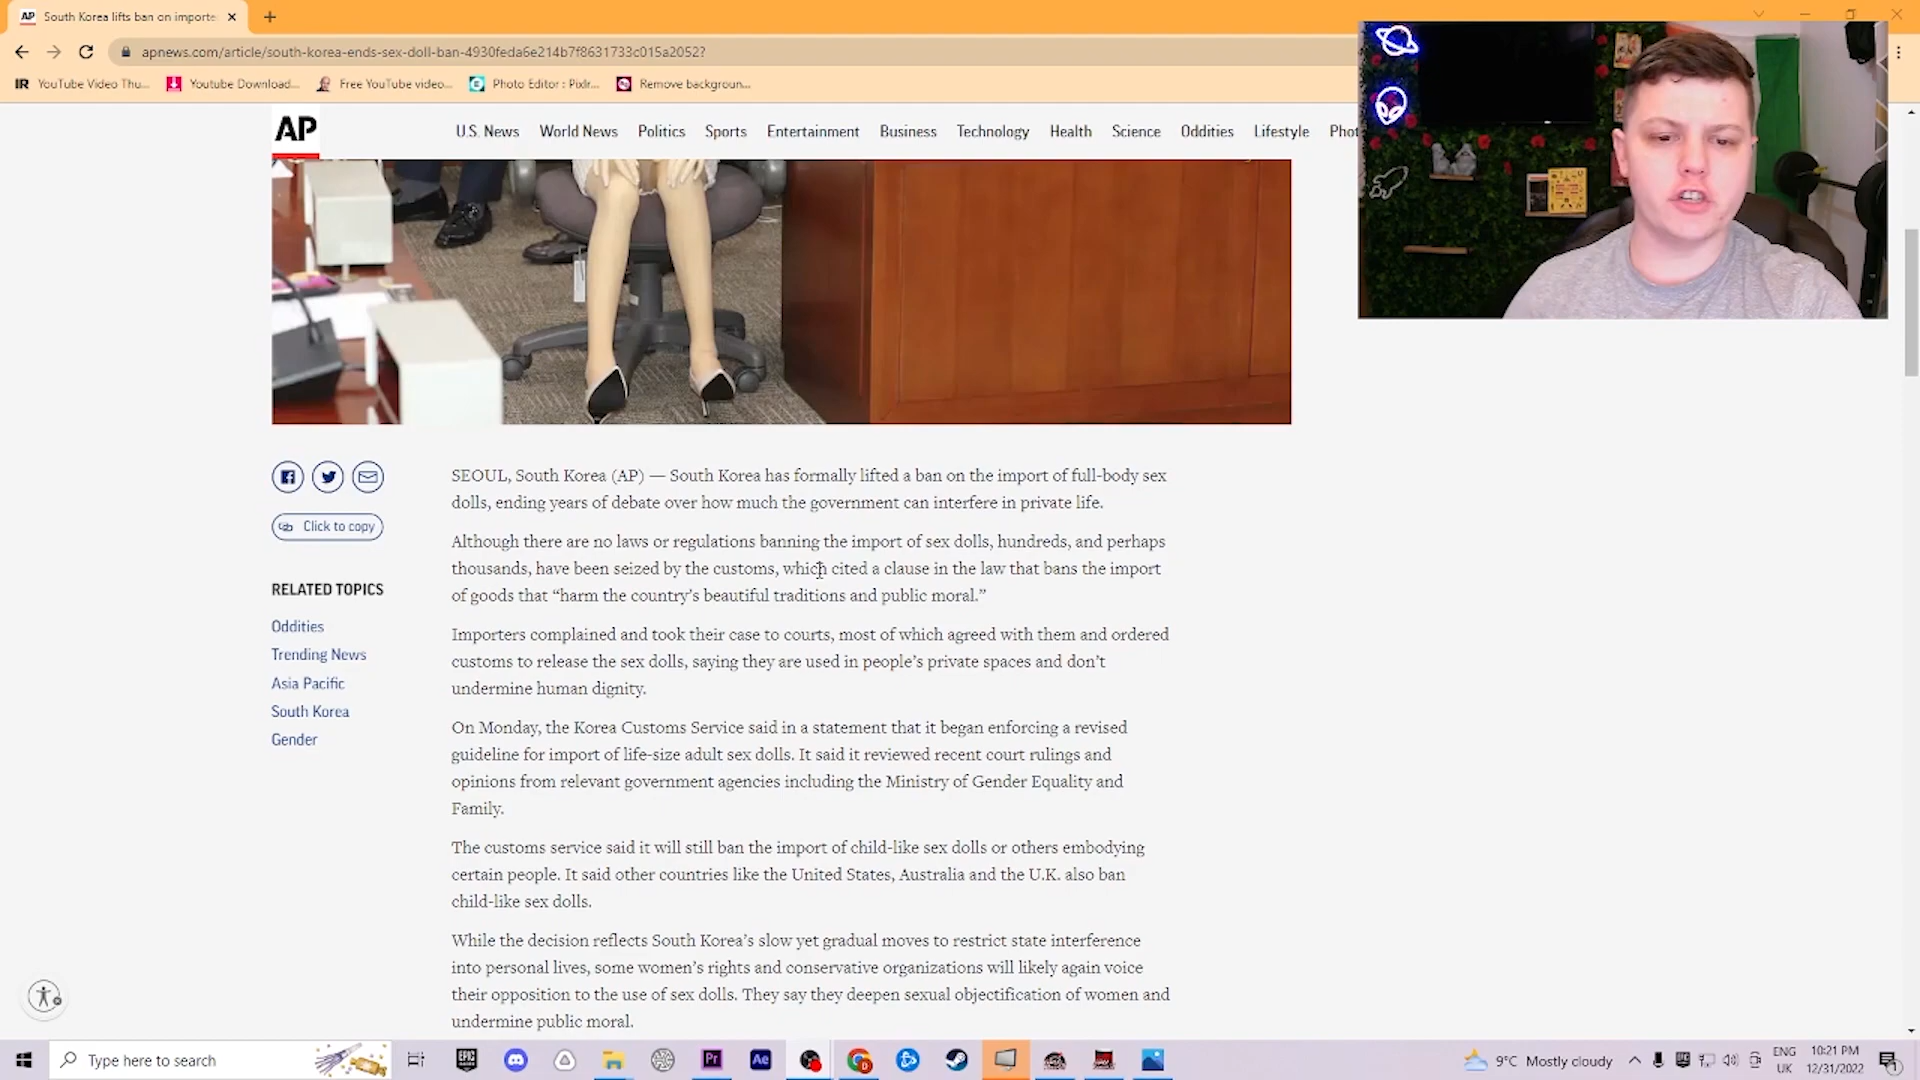 AP South Korea lifts ban on importe
apnews.com/article/south-korea-ends-sex-doll-ban-4930feda6e214b7f8631733c015a2052?
IR YouTube Video Thu...
Youtube Download...
Free YouTube video...
Photo Editor : Pixlr...
Remove backgroun...
AP
U.S. News World News Politics Sports Entertainment Business Technology Health Science Oddities Lifestyle Phot
SEOUL, South Korea (AP) — South Korea has formally lifted a ban on the import of full-body sex
dolls, ending years of debate over how much the government can interfere in private life.
Click to copy
Although there are no laws or regulations banning the import of sex dolls, hundreds, and perhaps
thousands, have been seized by the customs, which cited a clause in the law that bans the import
of goods that “harm the country’s beautiful traditions and public moral.”
RELATED TOPICS
Oddities
Trending News
Asia Pacific
South Korea
Gender
Importers complained and took their case to courts, most of which agreed with them and ordered
customs to release the sex dolls, saying they are used in people’s private spaces and don’t
undermine human dignity.
On Monday, the Korea Customs Service said in a statement that it began enforcing a revised
guideline for import of life-size adult sex dolls. It said it reviewed recent court rulings and
opinions from relevant government agencies including the Ministry of Gender Equality and
Family.
The customs service said it will still ban the import of child-like sex dolls or others embodying
certain people. It said other countries like the United States, Australia and the U.K. also ban
child-like sex dolls.
While the decision reflects South Korea’s slow yet gradual moves to restrict state interference
into personal lives, some women’s rights and conservative organizations will likely again voice
their opposition to the use of sex dolls. They say they deepen sexual objectification of women and
undermine public moral.
Type here to search
EPIC
Pr
Ae
9°C Mostly cloudy
ENG
UK
10:21 PM
12/31/2022